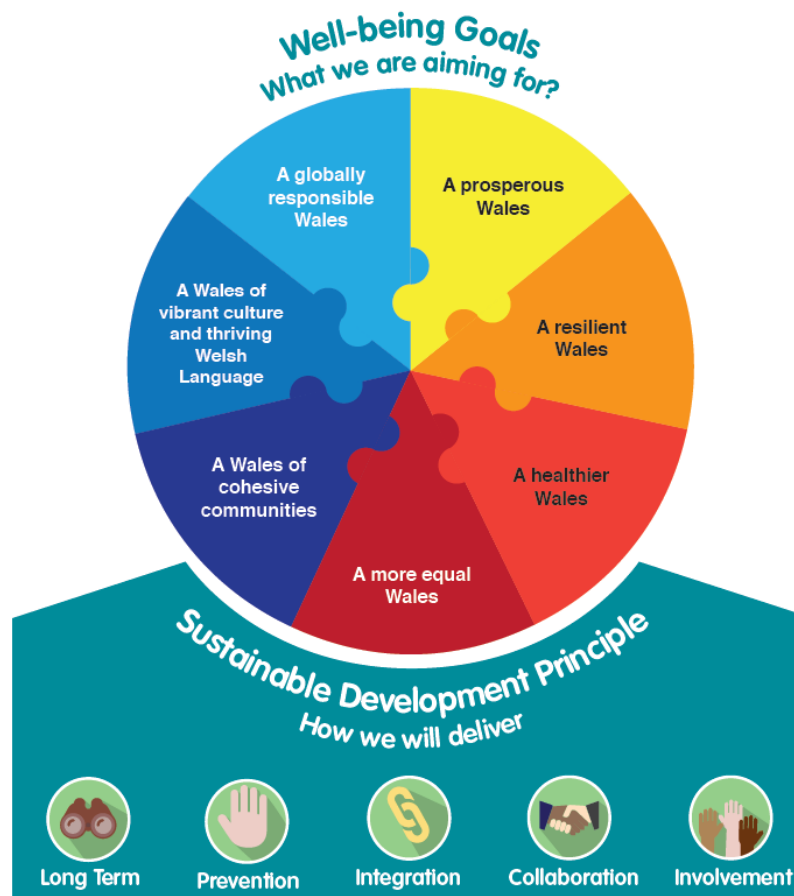 Well-being Goals
What we are aiming for?
A globally
responsible
Wales
A prosperous
Wales
A Wales of
vibrant culture
and thriving
Welsh
Language
A resilient
Wales
A Wales of
cohesive
communities
A healthier
Wales
A more equal
Wales
Sustainable Development Principle
How we will deliver
Long Term
Prevention
Integration
Collaboration
Involvement